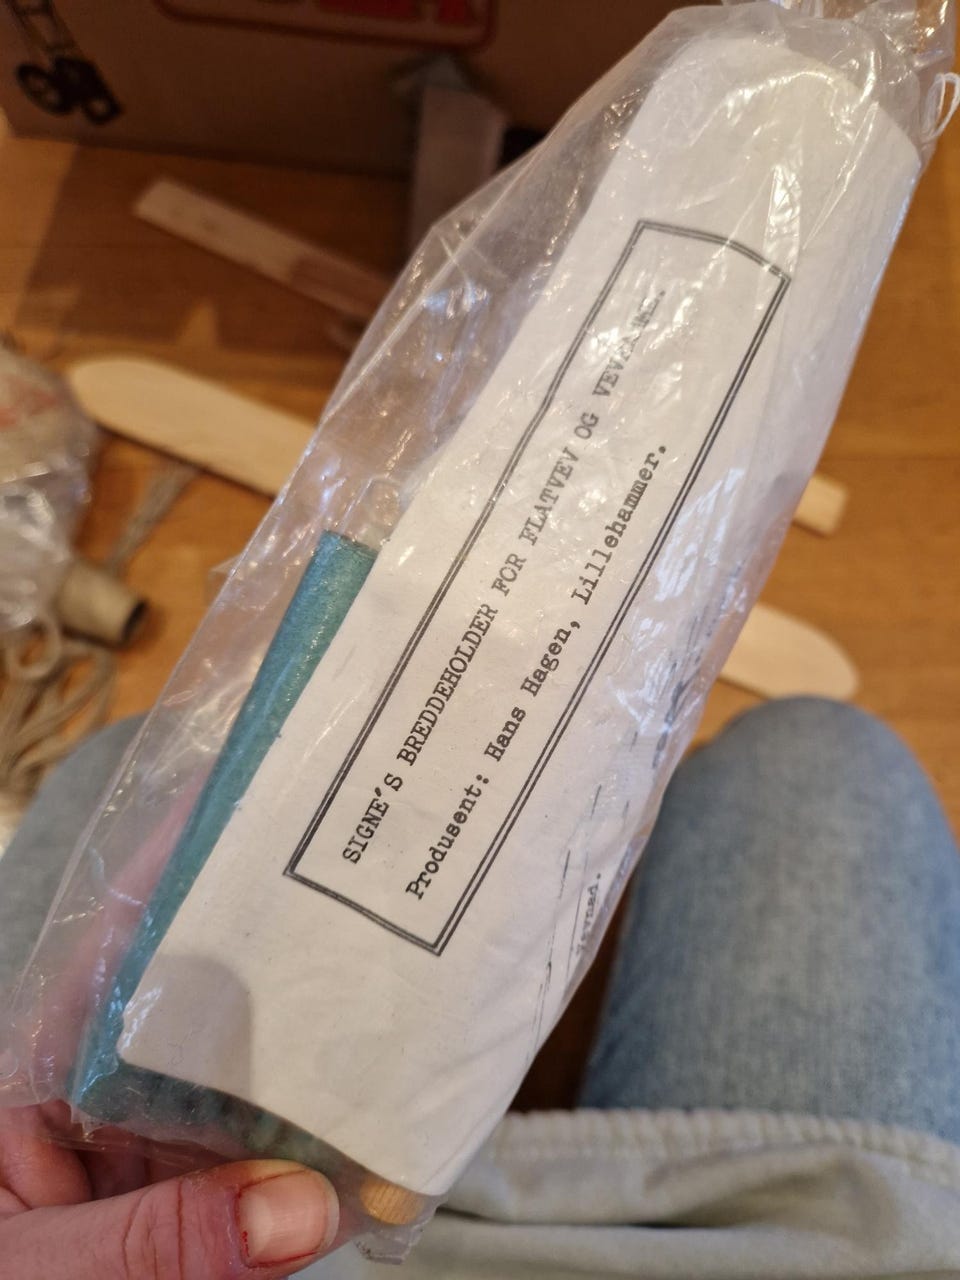 SIGNE'S BREDDEHOLDER FOR FLATVEV OG
Produsent: Hans Hagen, Lillehammer.